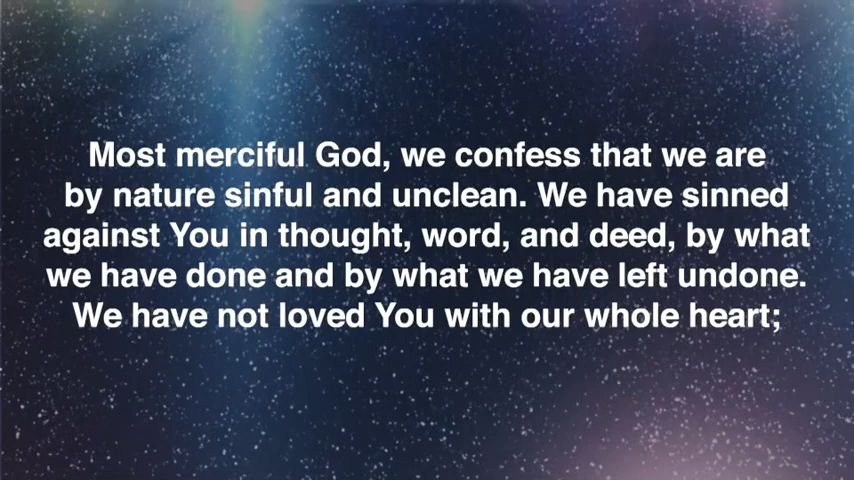 Most merciful God, we confess that we are
by nature sinful and unclean. We have sinned
against You in thought, word, and deed, by what
we have done and by what we have left undone.
We have not loved You with our whole heart;